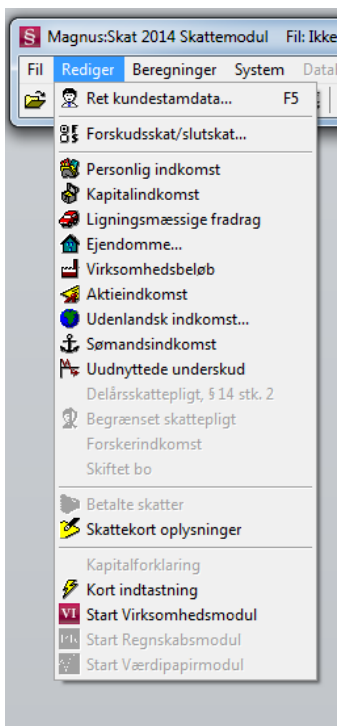 Magnus:Skat 2014 Skattemodul Fil: Ikke
Fil Rediger Beregninger System Datal
Ret kundestamdata... F5
Forskudsskat/slutskat...
Personlig indkomst
Kapitalindkomst
Ligningsmæssige fradrag
Ejendomme...
Virksomhedsbeløb
Aktieindkomst
Udenlandsk indkomst...
Sømandsindkomst
Uudnyttede underskud
Delårsskattepligt, § 14 stk. 2
Begrænset skattepligt
Forskerindkomst
Skiftet bo
Betalte skatter
Skattekort oplysninger
Kapitalforklaring
Kort indtastning
VI Start Virksomhedsmodul
Start Regnskabsmodul
Start Værdipapirmodul